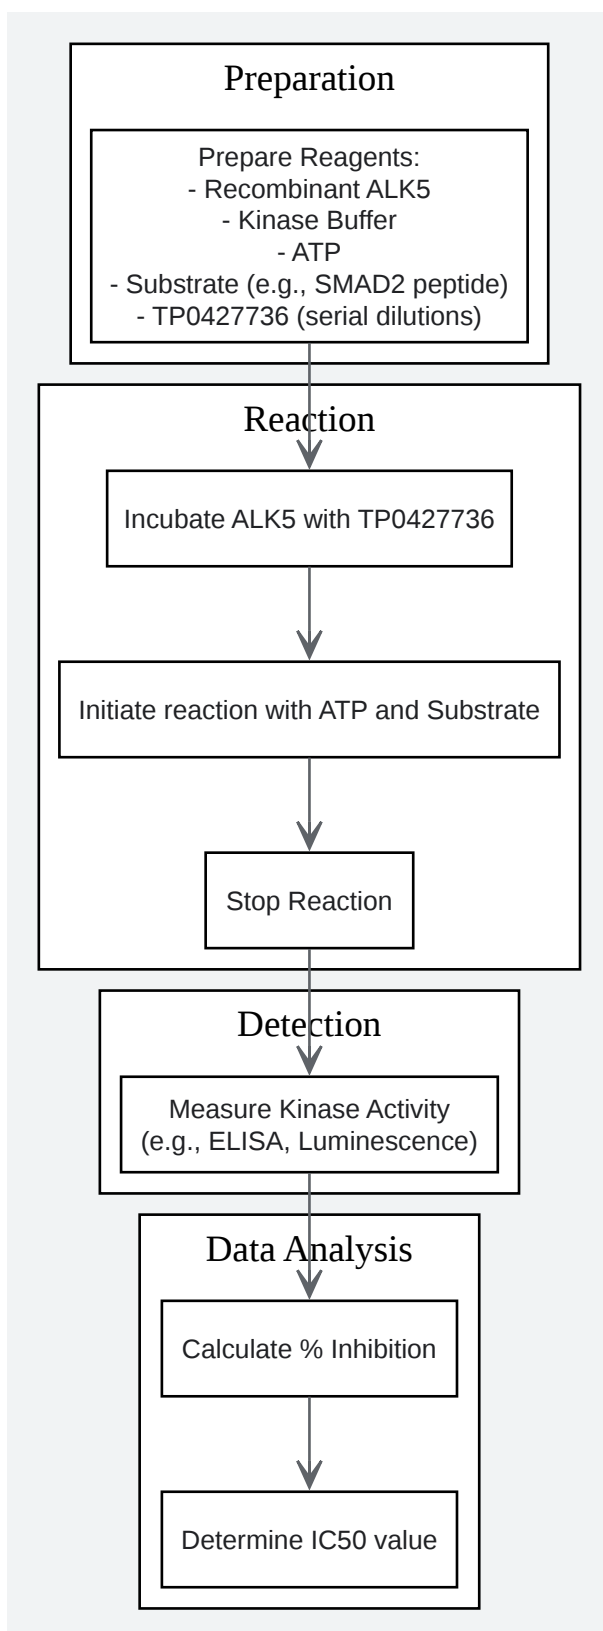 Preparation
Prepare Reagents:
- Recombinant ALK5
- Kinase Buffer
- ATP
- Substrate (e.g., SMAD2 peptide)
- TP0427736 (serial dilutions)
Reaction
Incubate ALK5 with TP0427736
Initiate reaction with ATP and Substrate
Stop Reaction
Detection
Measure Kinase Activity
(e.g., ELISA, Luminescence)
Data Analysis
Calculate % Inhibition
Determine IC50 value